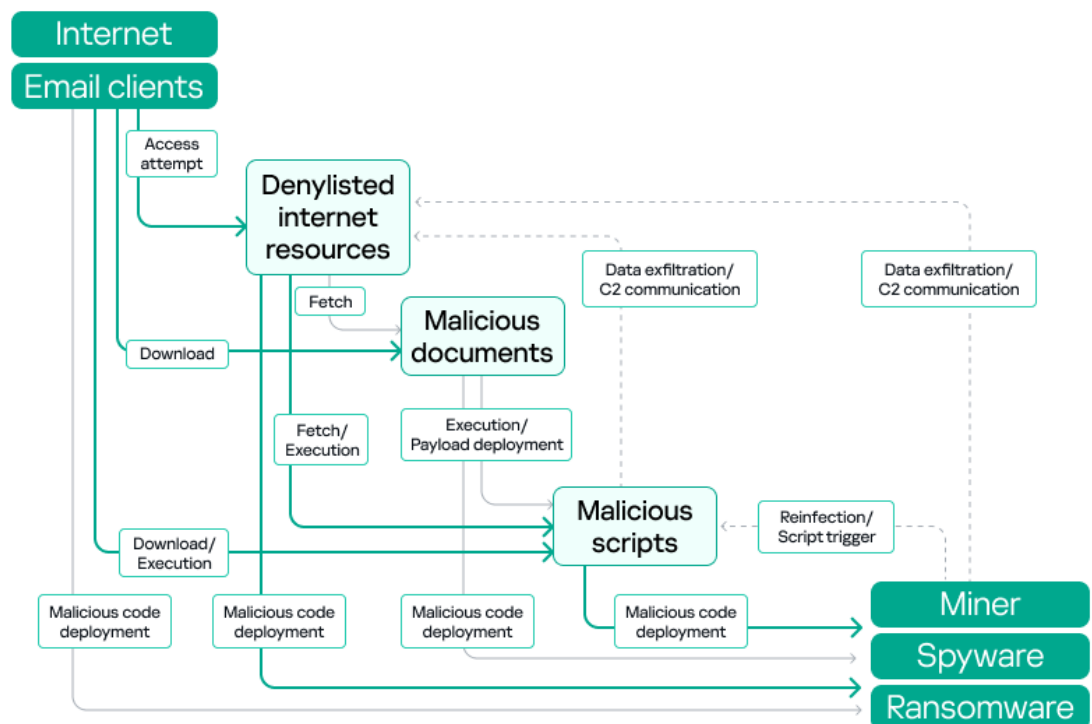 Internet
Email clients
Access
attempt
Denylisted
internet
resources
Data exfiltration/
C2 communication
Data exfiltration/
C2 communication
Fetch
Malicious
documents
Download
Fetch/
Execution
Execution/
Payload deployment
Malicious
scripts
Reinfection/
Script trigger
Download/
Execution
Malicious code
deployment
Malicious code
deployment
Malicious code
deployment
Malicious code
deployment
Miner
Spyware
Ransomware